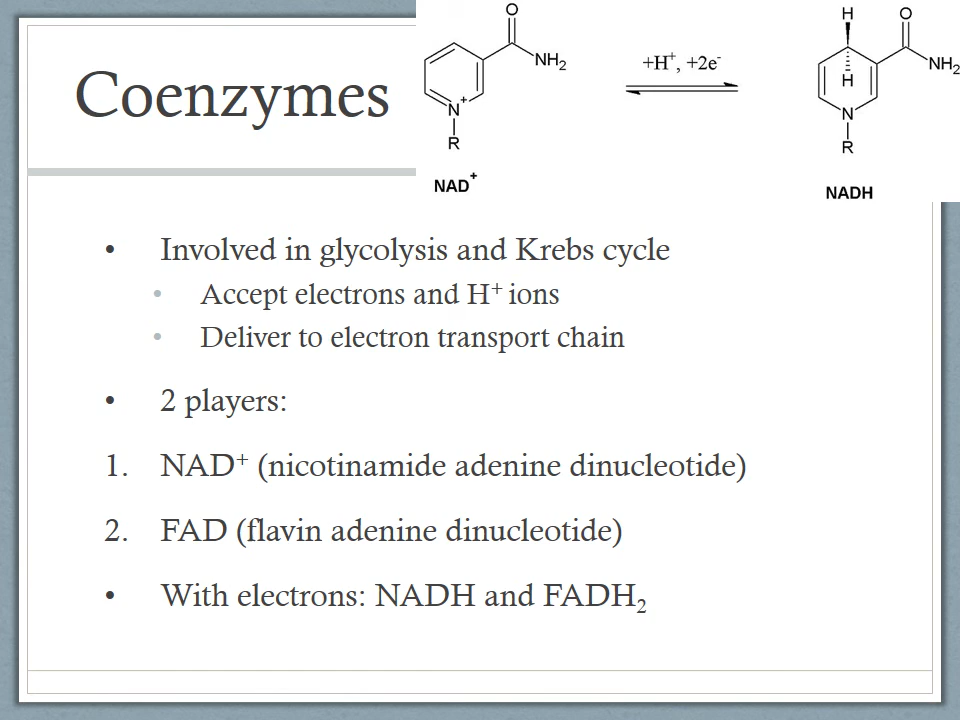 Coenzymes
O
NH2
N+
R
NAD+
+H+, +2e-
H
O
NH2
H
N
R
NADH
• Involved in glycolysis and Krebs cycle
• Accept electrons and H+ ions
• Deliver to electron transport chain
• 2 players:
1. NAD+ (nicotinamide adenine dinucleotide)
2. FAD (flavin adenine dinucleotide)
• With electrons: NADH and FADH2